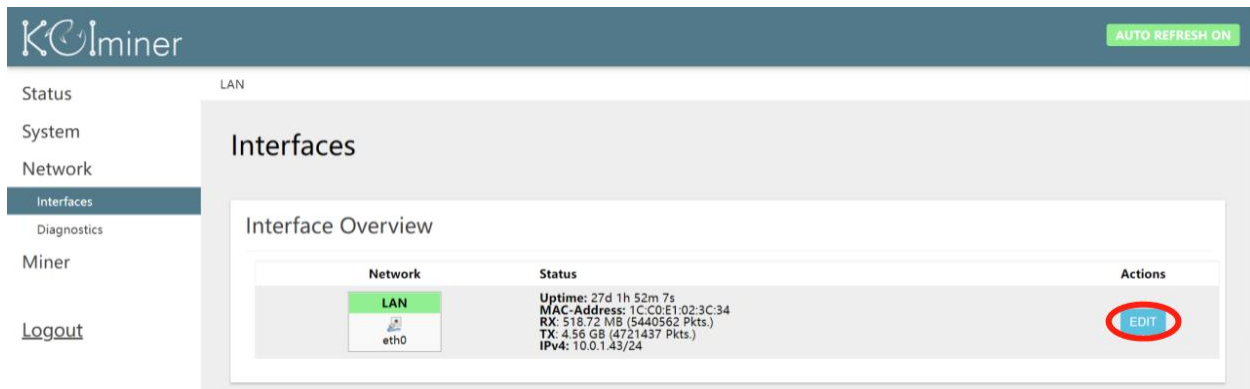 KOIminer
AUTO REFRESH ON
Status
System
Network
Interfaces
Diagnostics
Miner
Logout
LAN
Interfaces
Interface Overview
Network Status Actions
LAN
eth0
Uptime: 27d 1h 52m 7s
MAC-Address: 1C:C0:E1:02:3C:34
RX: 518.72 MB (5440562 Pkts.)
TX: 4.56 GB (4721437 Pkts.)
IPv4: 10.0.1.43/24
EDIT